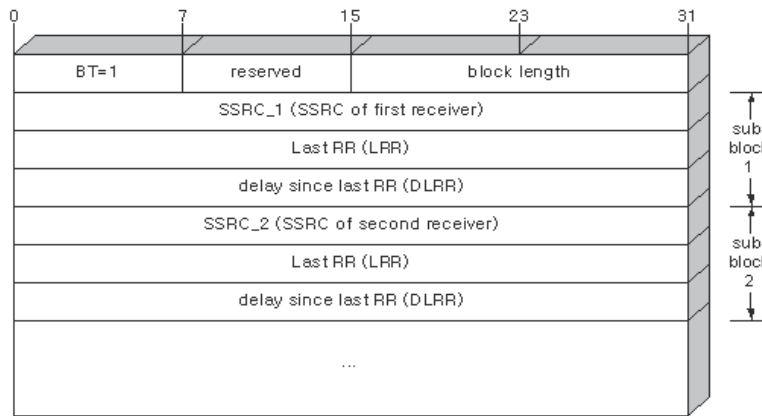 0 7 15 23 31
BT=1 reserved block length
SSRC_1 (SSRC of first receiver)
Last RR (LRR)
delay since last RR (DLRR)
sub
block
1
SSRC_2 (SSRC of second receiver)
Last RR (LRR)
delay since last RR (DLRR)
sub
block
2
...